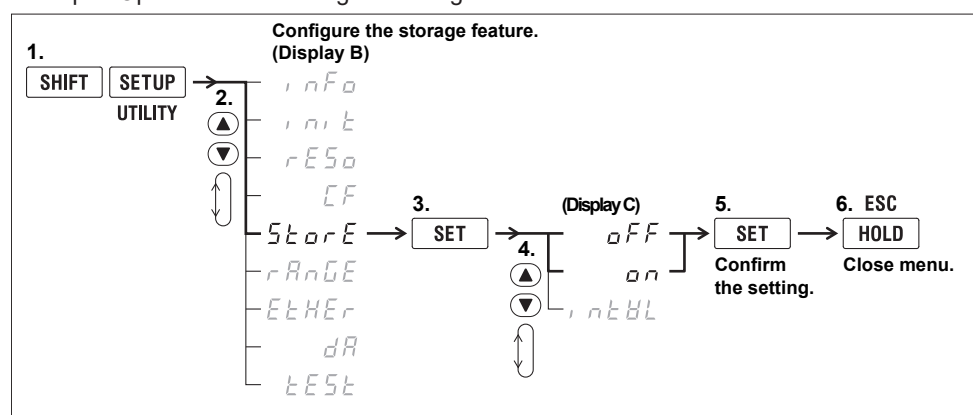 Configure the storage feature.
(Display B)
1.
SHIFT SETUP
UTILITY
2.
inFo
init
rESo
CF
StorE
rAnGE
EtHEr
dA
tESt
3.
SET
4.
(Display C)
oFF
on
intVL
5.
SET
Confirm
the setting.
6. ESC
HOLD
Close menu.